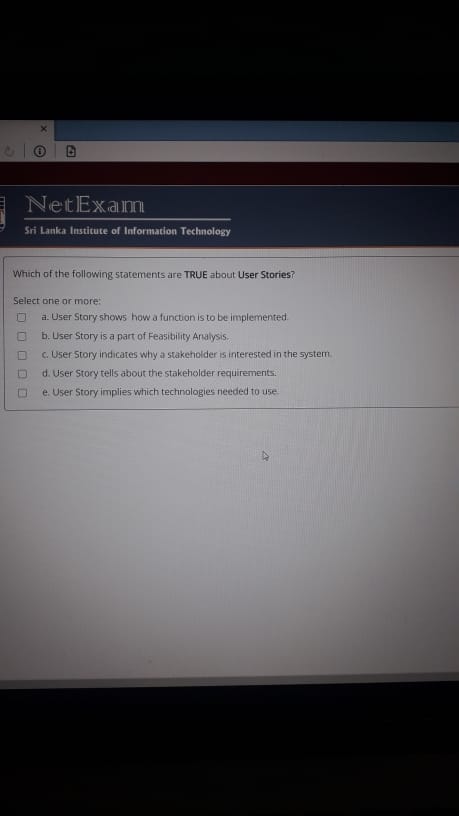 NetExam
Sri Lanka Institute of Information Technology
Which of the following statements are TRUE about User Stories?
Select one or more:
a. User Story shows how a function is to be implemented.
b. User Story is a part of Feasibility Analysis.
c. User Story indicates why a stakeholder is interested in the system.
d. User Story tells about the stakeholder requirements.
e. User Story implies which technologies needed to use.